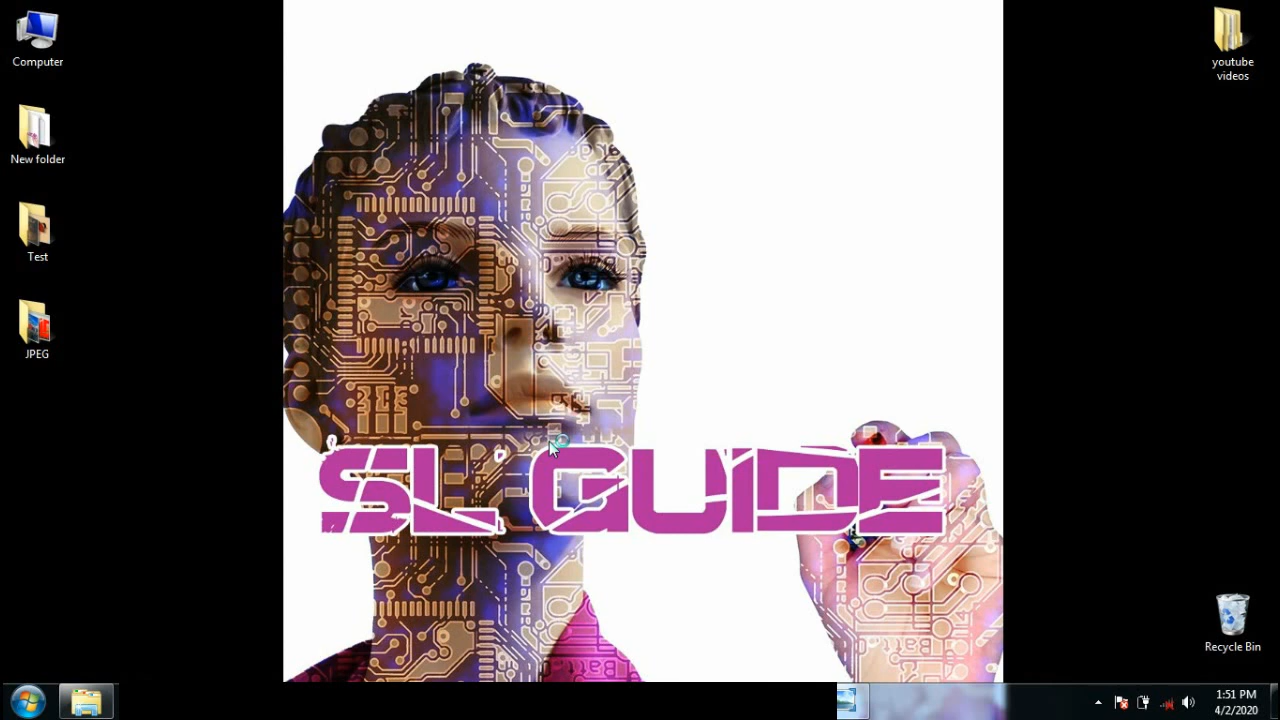 Computer
New folder
Test
JPEG
SL GUIDE
youtube
videos
Recycle Bin
1:51 PM
4/2/2020